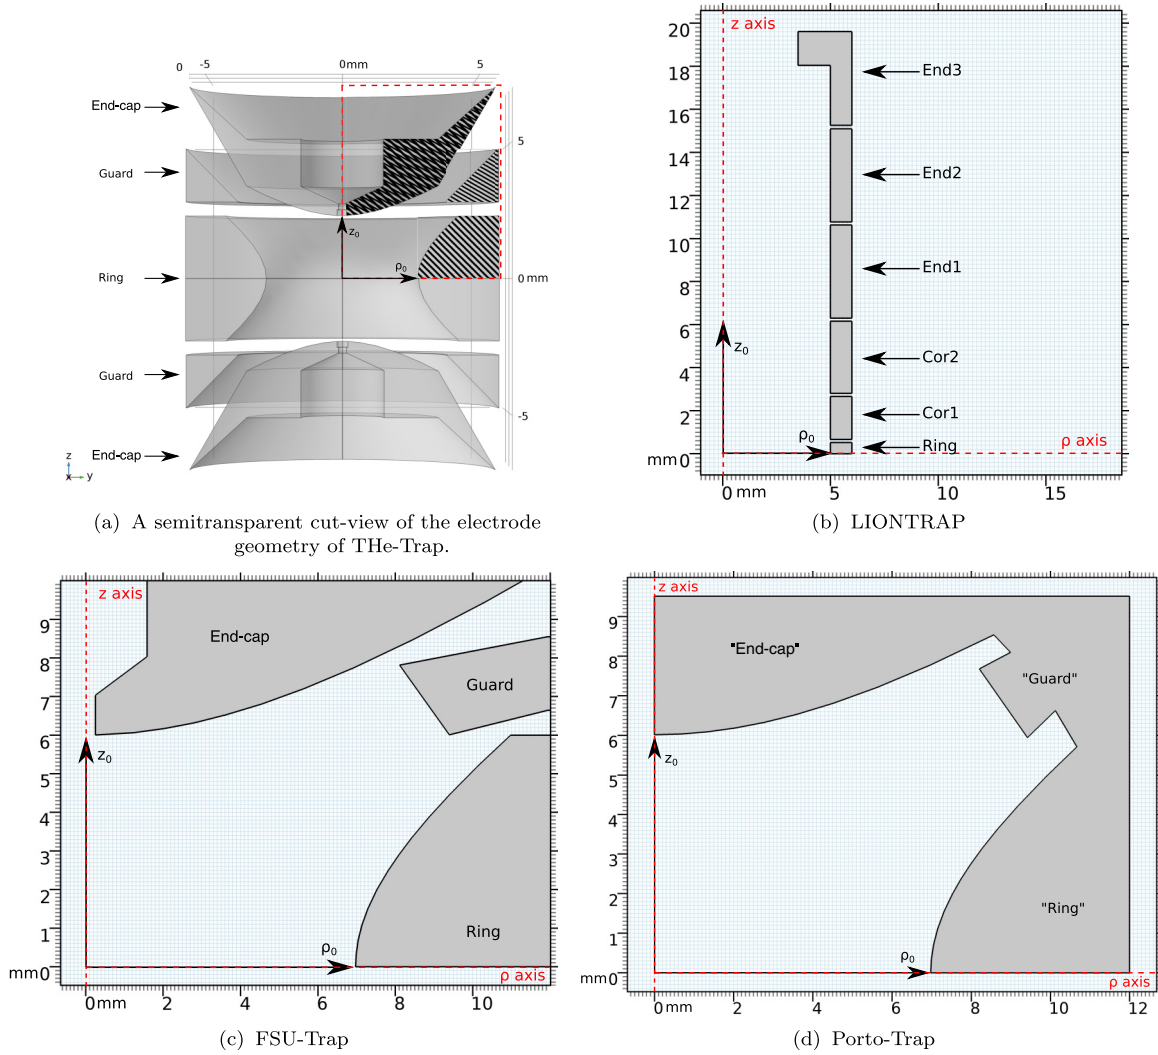 0
-5
0mm
5
End-cap
5
Guard
z₀
ρ₀
Ring
0 mm
Guard
-5
End-cap
z
x
y
(a) A semitransparent cut-view of the electrode
geometry of THe-Trap.
20
z axis
18
End3
16
14
End2
12
10
End1
8
6
z₀
Cor2
4
2
Cor1
ρ₀
Ring
ρ axis
mm0
0 mm
5
10
15
(b) LIONTRAP
z axis
9
End-cap
8
Guard
7
6
z₀
5
4
3
2
1
Ring
ρ₀
mm0
ρ axis
0mm
2
4
6
8
10
(c) FSU-Trap
z axis
9
"End-cap"
8
"Guard"
7
6
z₀
5
4
3
2
"Ring"
1
ρ₀
mm0
ρ axis
0mm
2
4
6
8
10
12
(d) Porto-Trap